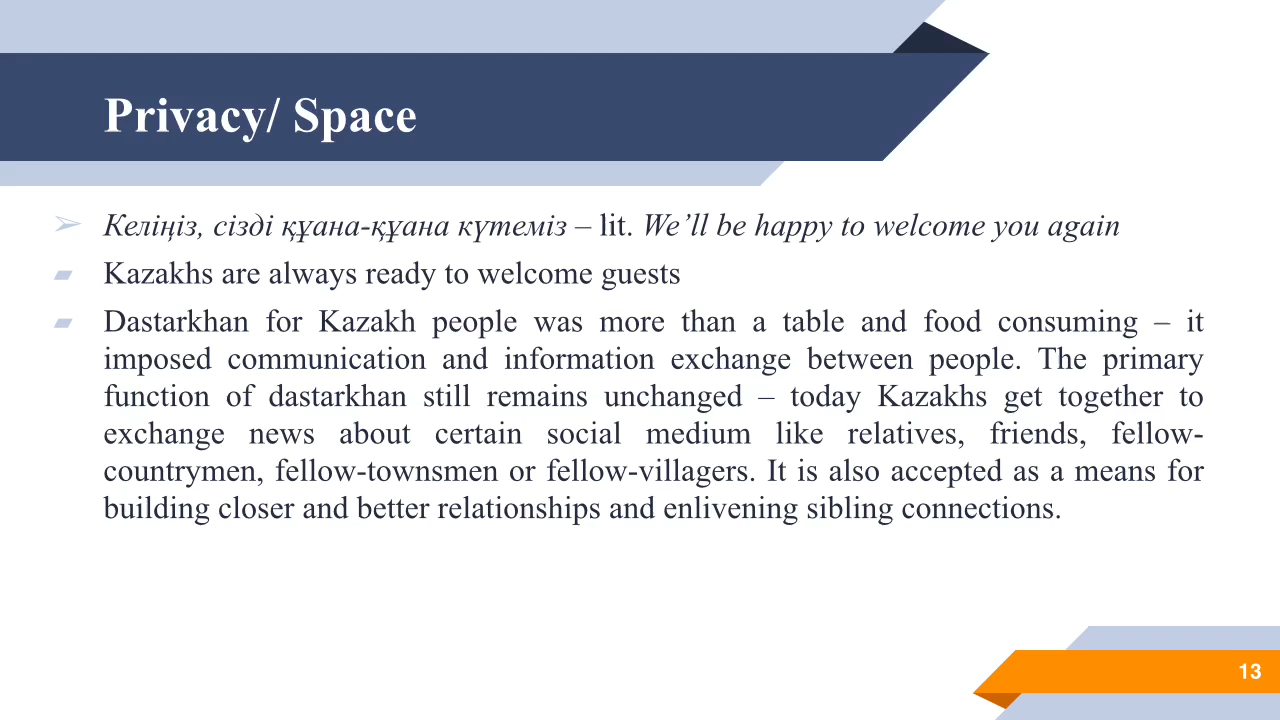 Privacy/ Space
➢ Келіңіз, сізді құана-құана күтеміз – lit. We’ll be happy to welcome you again
▰ Kazakhs are always ready to welcome guests
▰ Dastarkhan for Kazakh people was more than a table and food consuming – it
imposed communication and information exchange between people. The primary
function of dastarkhan still remains unchanged – today Kazakhs get together to
exchange news about certain social medium like relatives, friends, fellow-
countrymen, fellow-townsmen or fellow-villagers. It is also accepted as a means for
building closer and better relationships and enlivening sibling connections.
13